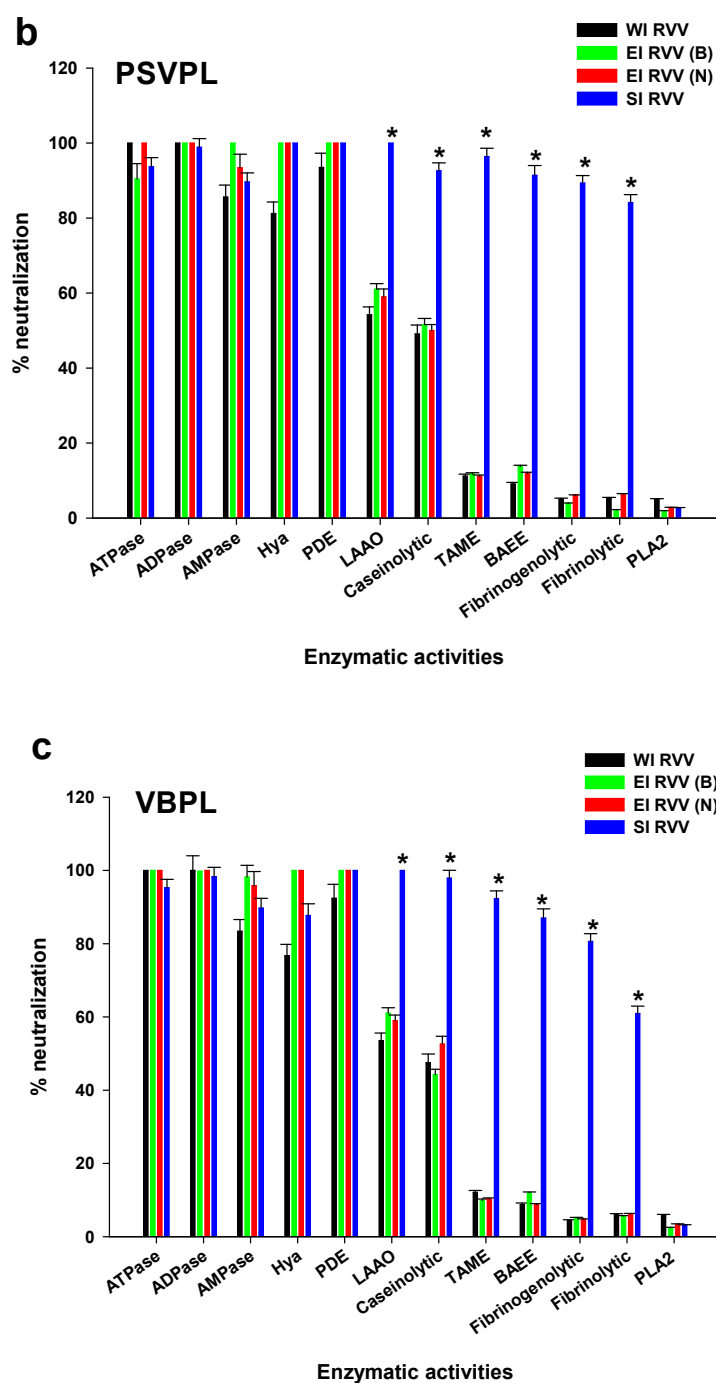 b
PSVPL
WI RVV
EI RVV (B)
EI RVV (N)
SI RVV
120
100
80
60
40
20
0
% neutralization
* * * * * *
ATPase
ADPase
AMPase
Hya
PDE
LAAO
Caseinolytic
TAME
BAEE
Fibrinogenolytic
Fibrinolytic
PLA2
Enzymatic activities
c
VBPL
WI RVV
EI RVV (B)
EI RVV (N)
SI RVV
120
100
80
60
40
20
0
% neutralization
* * * * * *
ATPase
ADPase
AMPase
Hya
PDE
LAAO
Caseinolytic
TAME
BAEE
Fibrinogenolytic
Fibrinolytic
PLA2
Enzymatic activities